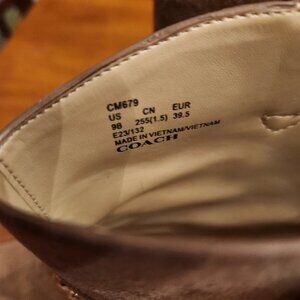 CM679
US CN EUR
9B 255(1.5) 39.5
E23/132
MADE IN VIETNAM/VIETNAM
COACH